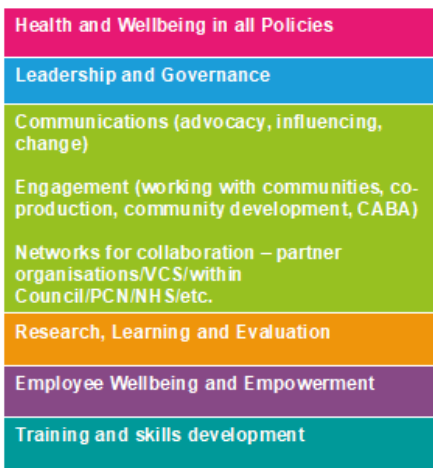 Health and Wellbeing in all Policies
Leadership and Governance
Communications (advocacy, influencing,
change)
Engagement (working with communities, co-
production, community development, CABA)
Networks for collaboration – partner
organisations/VCS/within
Council/PCN/NHS/etc.
Research, Learning and Evaluation
Employee Wellbeing and Empowerment
Training and skills development